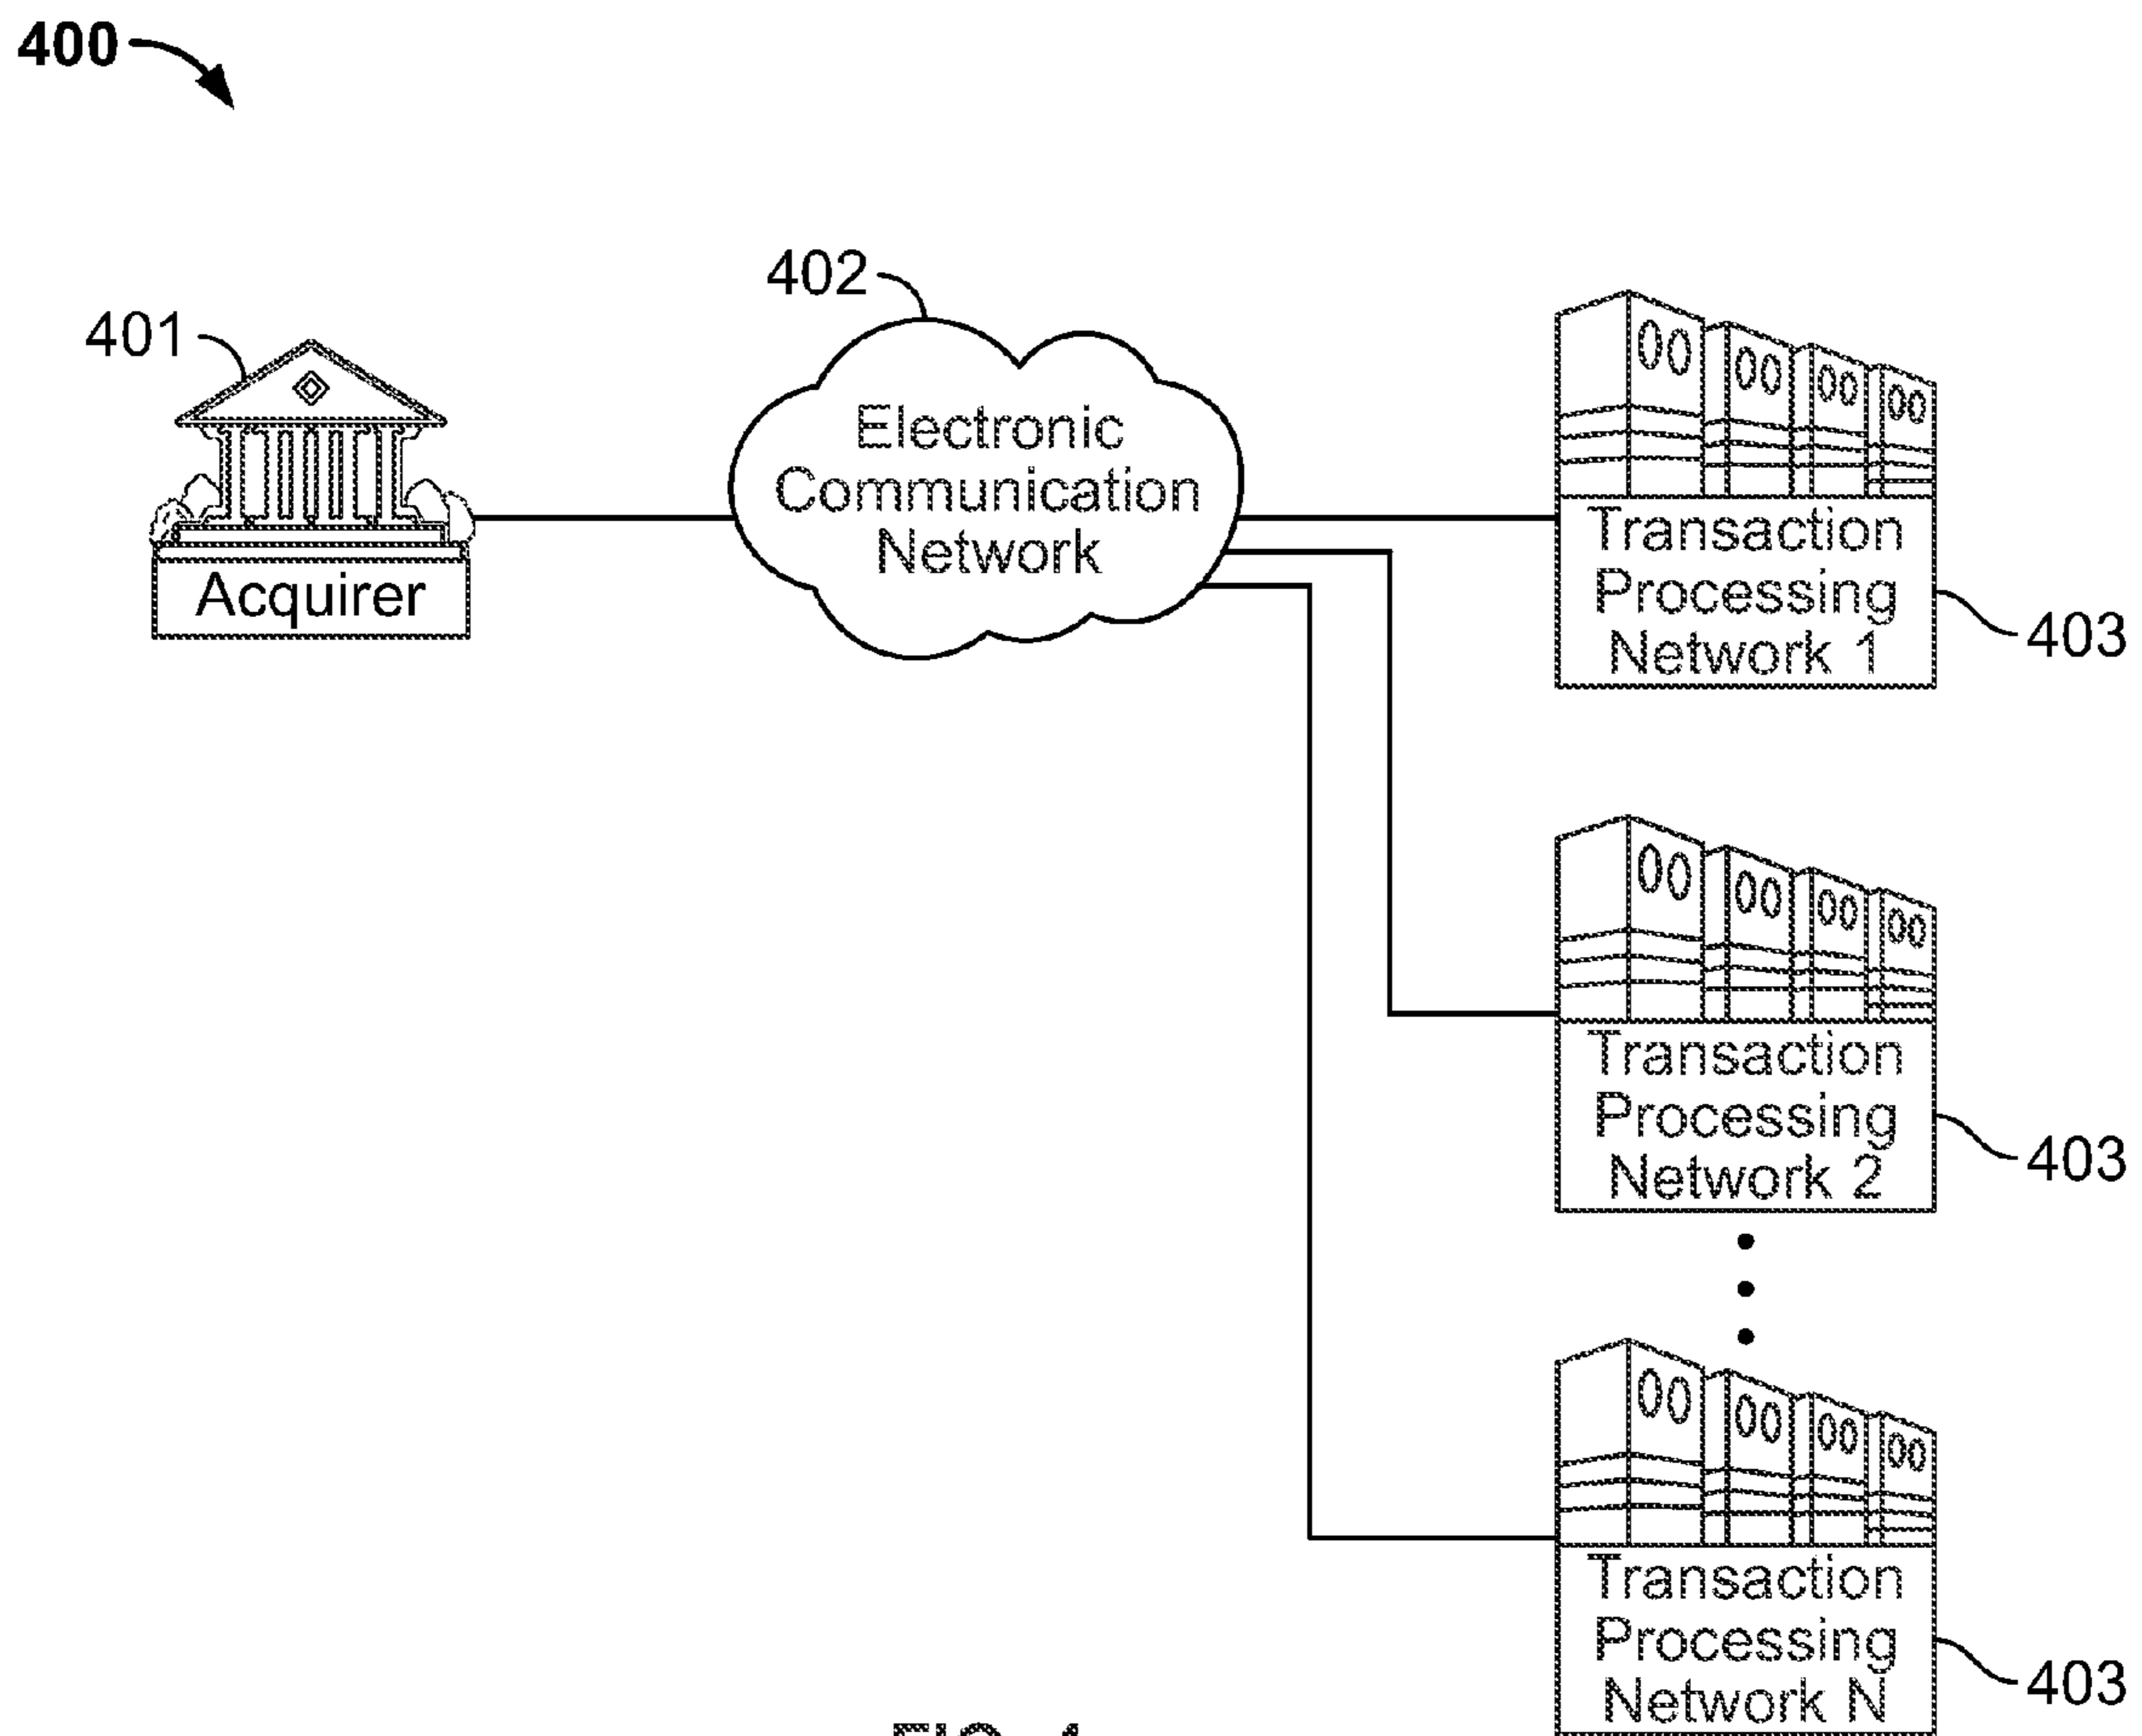 400
402
401
Electronic
Communication
Network
Acquirer
Transaction
Processing
Network 1
403
Transaction
Processing
Network 2
403
Transaction
Processing
Network N
403